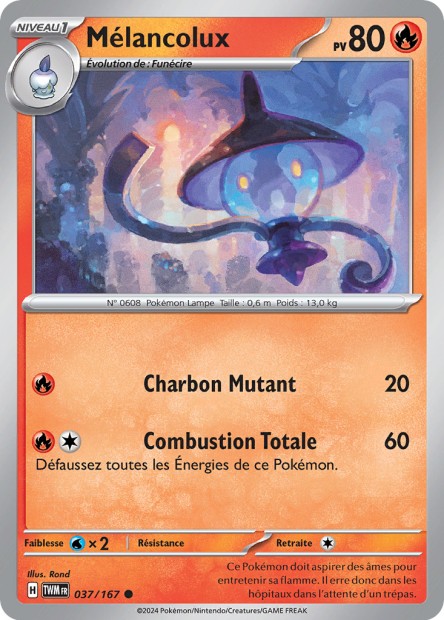 NIVEAU 1
Mélancolux
PV 80
Évolution de : Funécire
N° 0608 Pokémon Lampe Taille : 0,6 m Poids : 13,0 kg
Charbon Mutant 20
Combustion Totale 60
Défaussez toutes les Énergies de ce Pokémon.
Faiblesse ×2 Résistance Retraite
Illus. Rond
H TWM FR 037/167
Ce Pokémon doit aspirer des âmes pour
entretenir sa flamme. Il erre donc dans les
hôpitaux dans l'attente d'un trépas.
©2024 Pokémon/Nintendo/Creatures/GAME FREAK